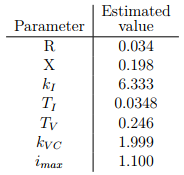 Estimated
Parameter value
R 0.034
X 0.198
k_I 6.333
T_I 0.0348
T_V 0.246
k_VC 1.999
i_max 1.100